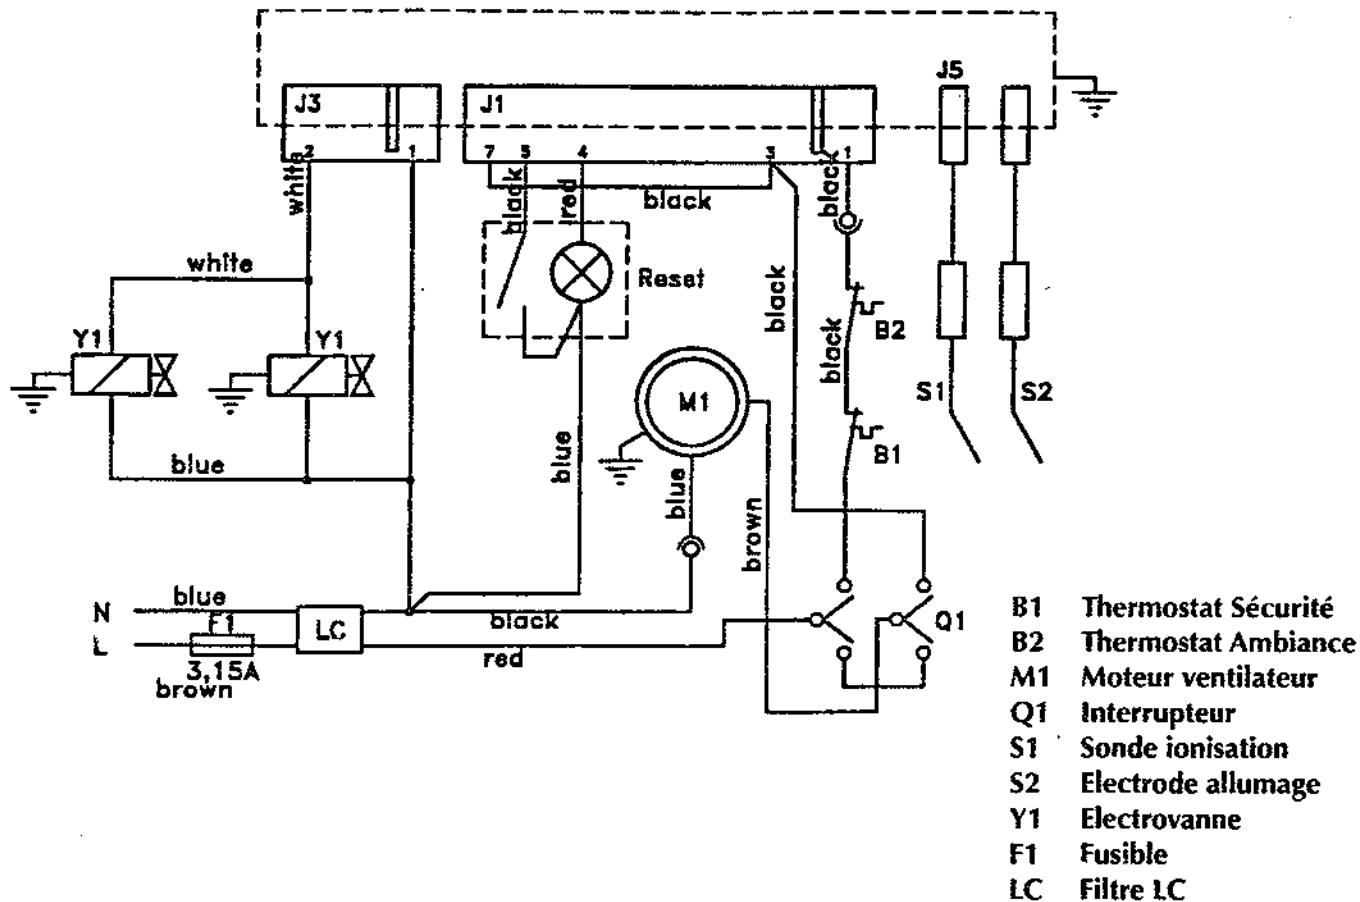 J5
J3
J1
2
1
7
5
4
3
1
white
black
red
black
black
white
Reset
black
B2
Y1
Y1
black
S1
S2
M1
B1
blue
blue
blue
brown
N
blue
F1
LC
black
Q1
L
red
3,15A
brown
B1 Thermostat Sécurité
B2 Thermostat Ambiance
M1 Moteur ventilateur
Q1 Interrupteur
S1 Sonde ionisation
S2 Electrode allumage
Y1 Electrovanne
F1 Fusible
LC Filtre LC